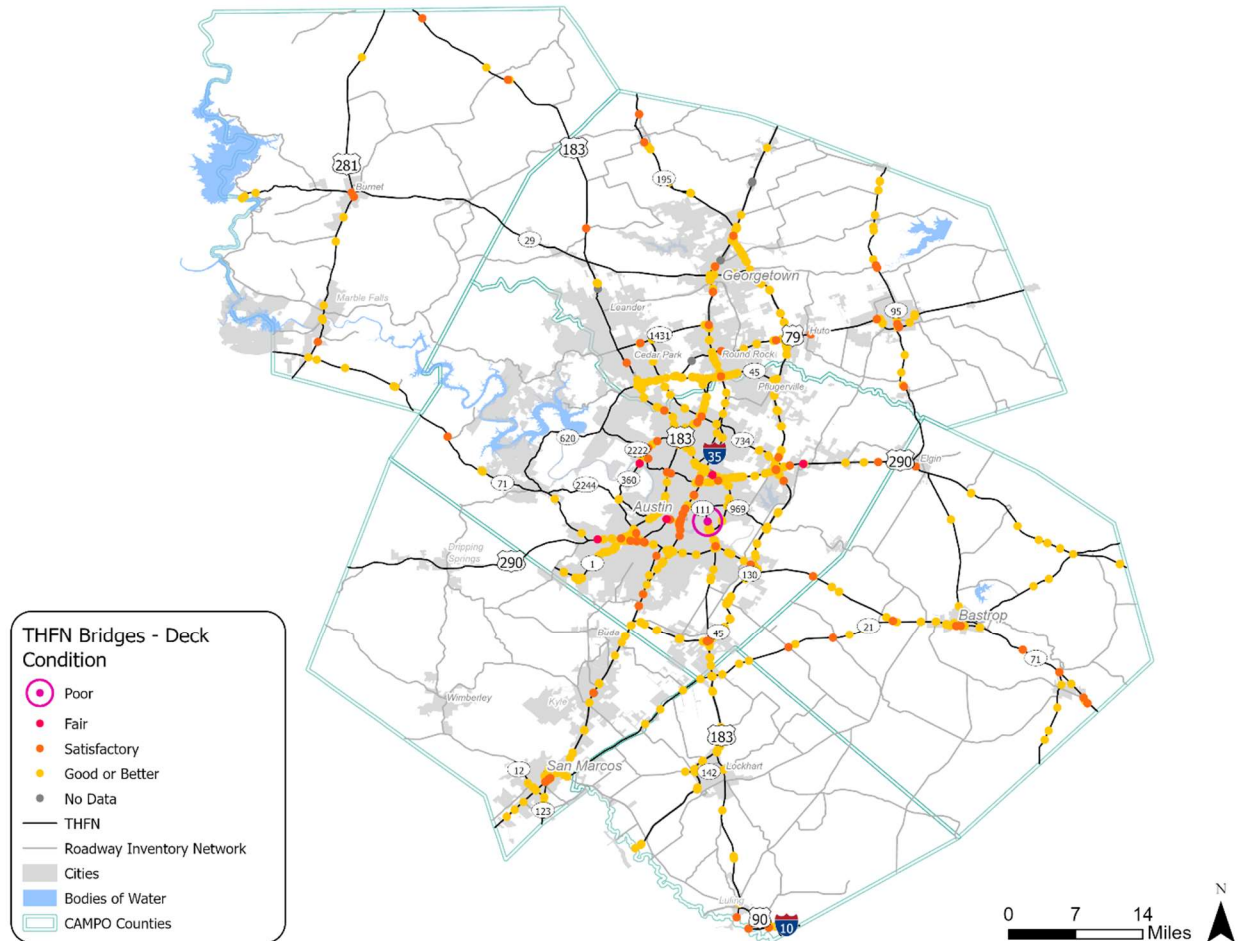 183
281
Burnet
195
29
Georgetown
Marble Falls
Leander
95
1431
79
Huto
Cedar Park
Round Rock
45
Pflugerville
620
183
734
2222
35
290
Elgin
360
71
2244
Austin
111
969
Dripping
Springs
290
1
130
Bastrop
21
Buda
45
71
Wimberley
Kyle
183
San Marcos
12
142
Lockhart
123
Luling
90
10
THFN Bridges - Deck
Condition
Poor
Fair
Satisfactory
Good or Better
No Data
THFN
Roadway Inventory Network
Cities
Bodies of Water
CAMPO Counties
0 7 14
Miles
N